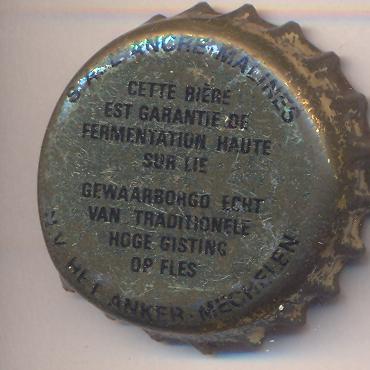 S.A. L'ANCRE-MALINES
CETTE BIÈRE
EST GARANTIE DE
FERMENTATION HAUTE
SUR LIE
GEWAARBORGD ECHT
VAN TRADITIONELE
HOGE GISTING
OP FLES
N.V. HET ANKER - MECHELEN